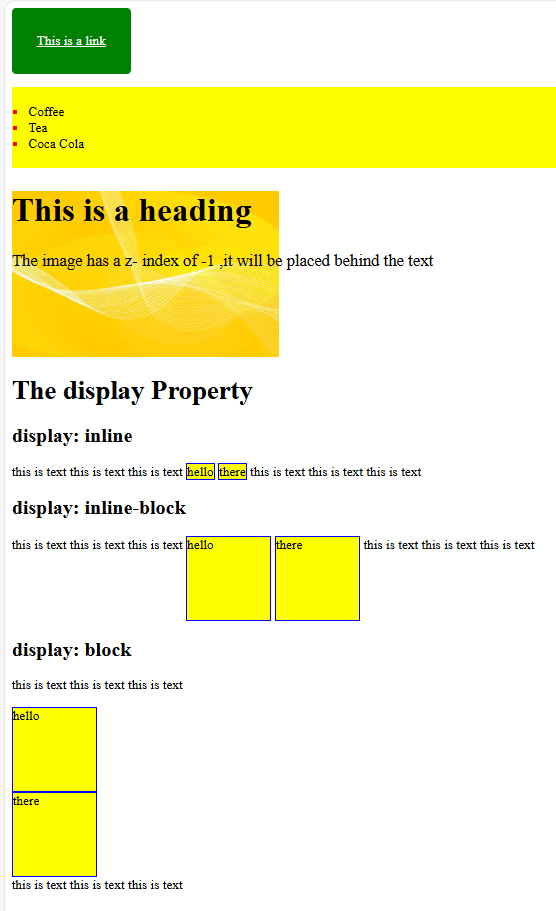 This is a link
Coffee
Tea
Coca Cola
This is a heading
The image has a z- index of -1 ,it will be placed behind the text
The display Property
display: inline
this is text this is text this is text hello there this is text this is text this is text
display: inline-block
this is text this is text this is text hello there this is text this is text this is text
display: block
this is text this is text this is text
hello
there
this is text this is text this is text